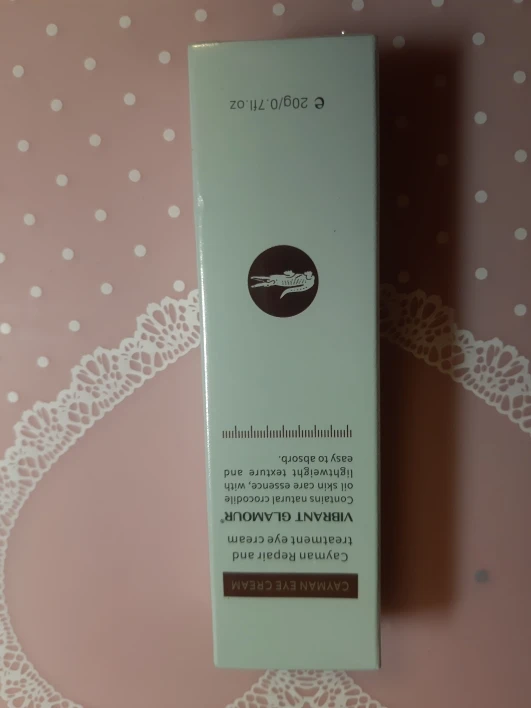 CAYMAN EYE CREAM
Cayman Repair and
treatment eye cream
VIBRANT GLAMOUR®
Contains natural crocodile
oil skin care essence, with
lightweight texture and
easy to absorb.
℮ 20g/0.7fl.oz